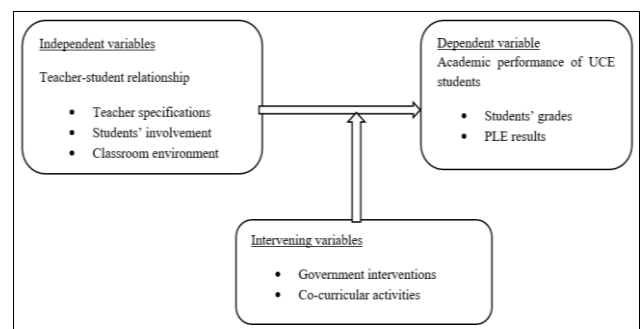 Independent variables
Teacher-student relationship
• Teacher specifications
• Students' involvement
• Classroom environment
Dependent variable
Academic performance of UCE
students
• Students' grades
• PLE results
Intervening variables
• Government interventions
• Co-curricular activities